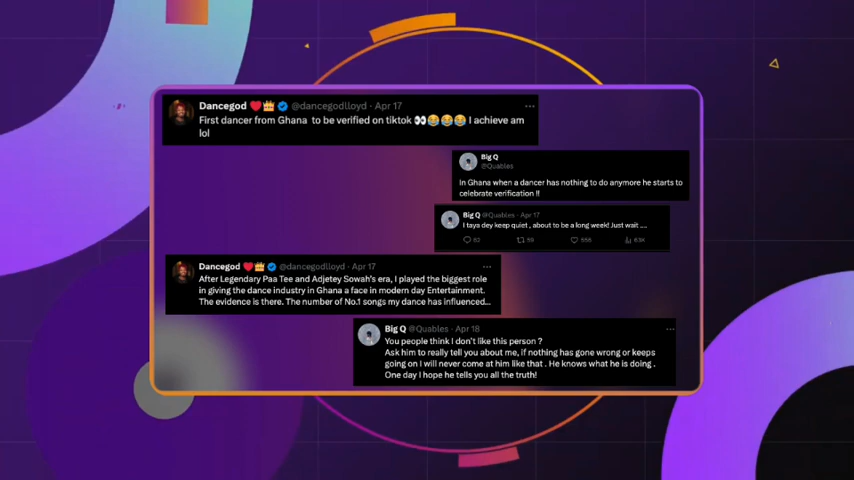 Dancegod ❤️👑 @dancegodlloyd · Apr 17
First dancer from Ghana to be verified on tiktok 👀😂😂😂 I achieve am
lol
Big Q
@Quables
In Ghana when a dancer has nothing to do anymore he starts to
celebrate verification !!
Big Q @Quables · Apr 17
I taya dey keep quiet , about to be a long week! Just wait ....
62 59 556 63K
Dancegod ❤️👑 @dancegodlloyd · Apr 17
After Legendary Paa Tee and Adjetey Sowah's era, I played the biggest role
in giving the dance industry in Ghana a face in modern day Entertainment.
The evidence is there. The number of No.1 songs my dance has influenced...
Big Q @Quables · Apr 18
You people think I don't like this person ?
Ask him to really tell you about me, if nothing has gone wrong or keeps
going on I will never come at him like that . He knows what he is doing .
One day I hope he tells you all the truth!